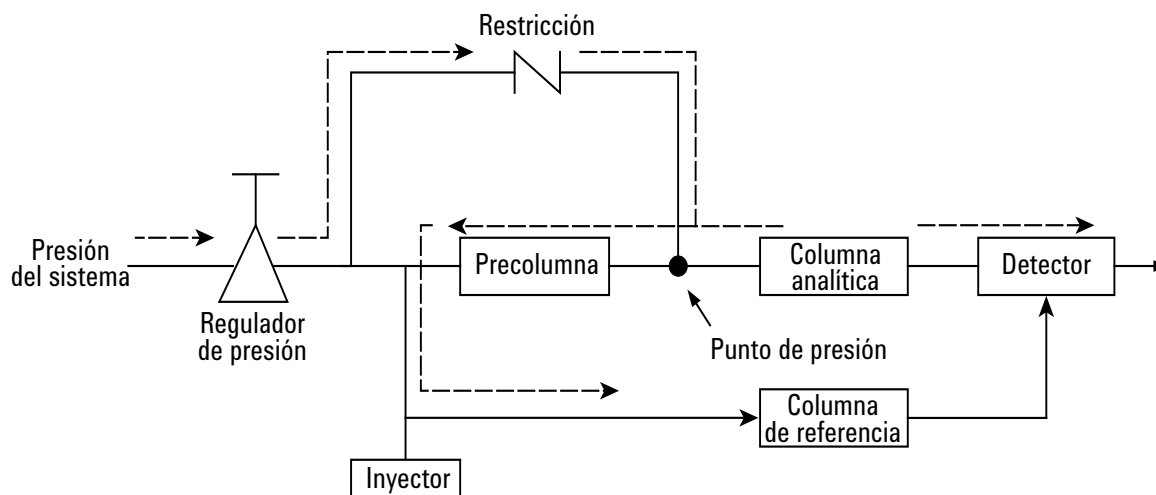 Restricción
Presión
del sistema
Regulador
de presión
Precolumna
Columna
analítica
Detector
Punto de presión
Columna
de referencia
Inyector